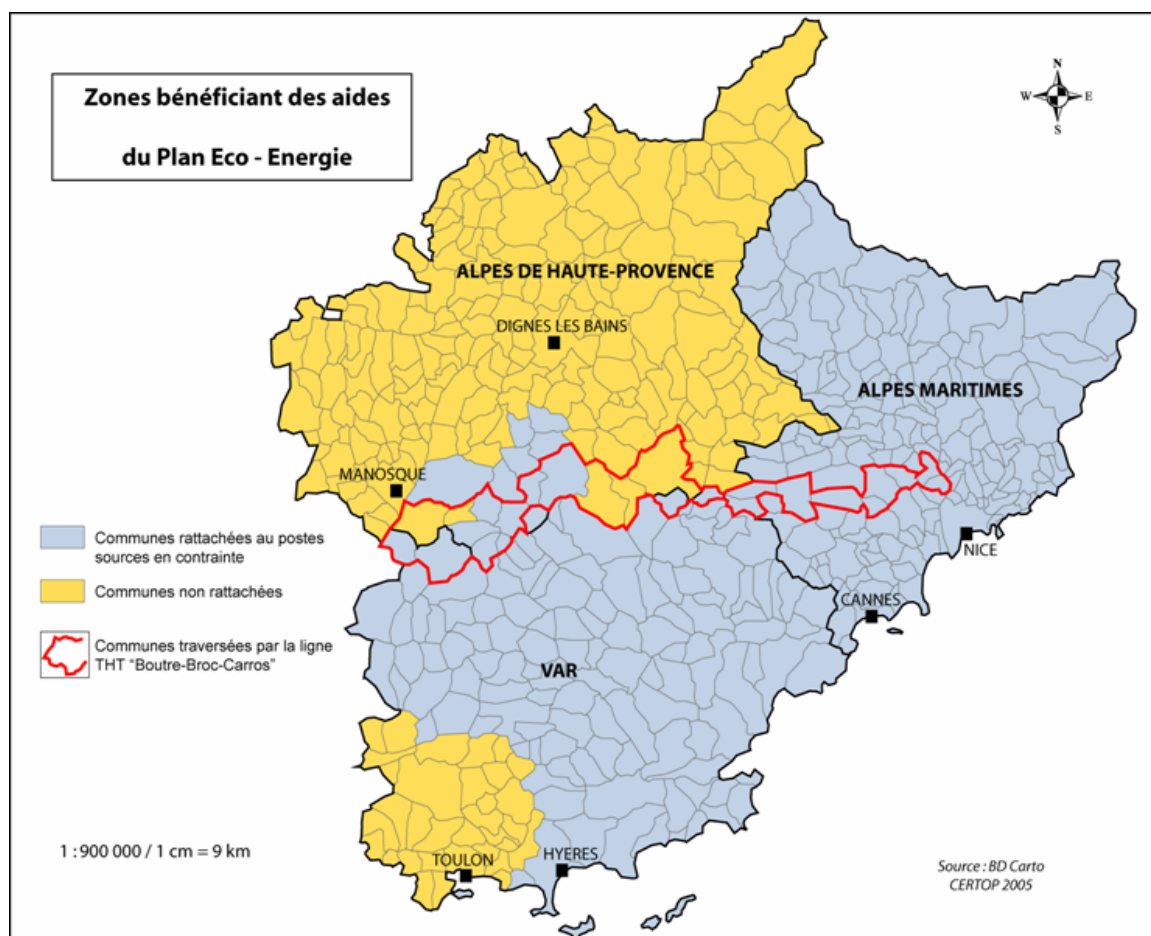 Zones bénéficiant des aides
du Plan Eco - Energie
N
W
E
S
ALPES DE HAUTE-PROVENCE
DIGNES LES BAINS
ALPES MARITIMES
MANOSQUE
NICE
CANNES
VAR
TOULON
HYERES
Communes rattachées au postes
sources en contrainte
Communes non rattachées
Communes traversées par la ligne
THT "Boutre-Broc-Carros"
1 : 900 000 / 1 cm = 9 km
Source : BD Carto
CERTOP 2005